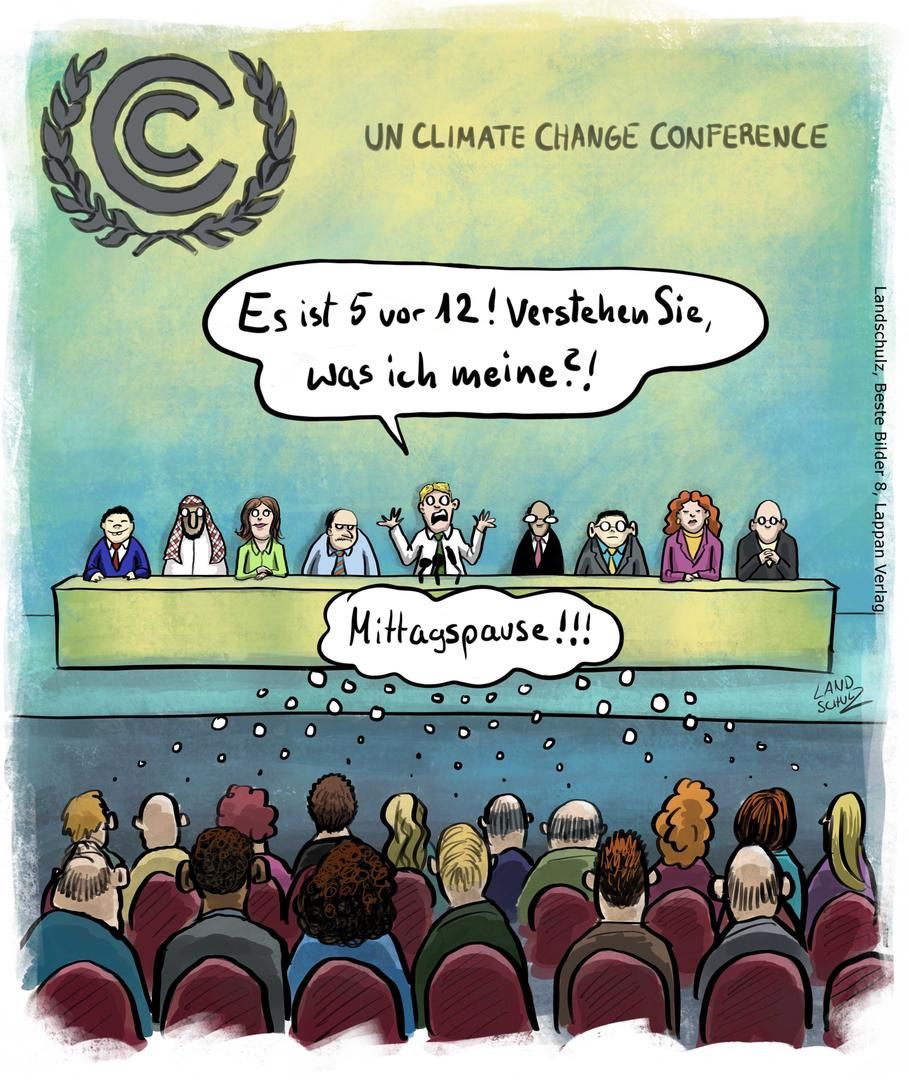 CC
UN CLIMATE CHANGE CONFERENCE
Es ist 5 vor 12! Verstehen Sie,
was ich meine?!
Mittagspause!!!
LAND
SCHULZ
Landschulz, Beste Bilder 8, Lappan Verlag